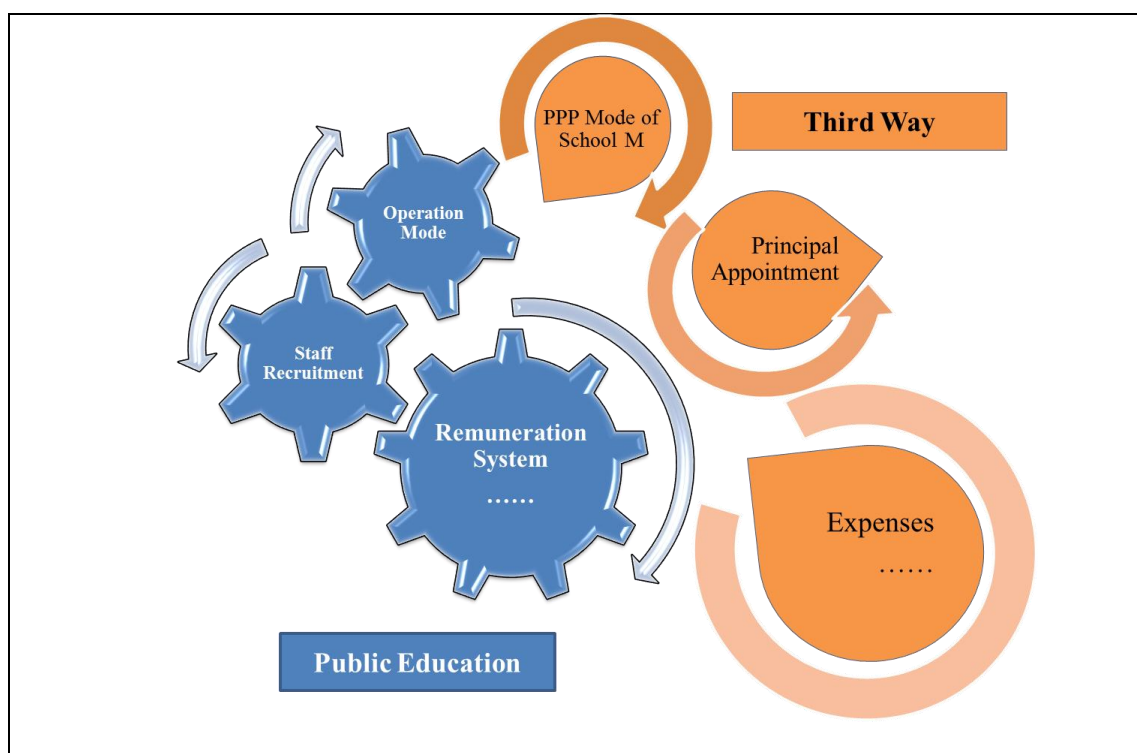 PPP Mode of
School M
Third Way
Operation
Mode
Principal
Appointment
Staff
Recruitment
Remuneration
System
......
Expenses
......
Public Education